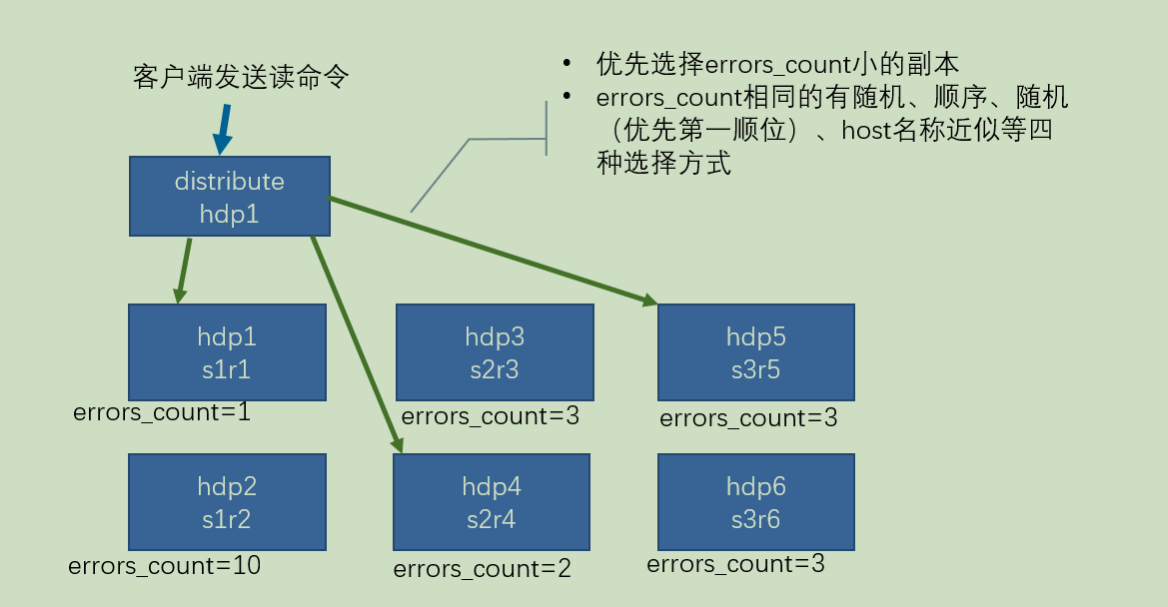 客户端发送读命令
• 优先选择errors_count小的副本
• errors_count相同的有随机、顺序、随机
（优先第一顺位）、host名称近似等四
种选择方式
distribute
hdp1
hdp1
s1r1
errors_count=1
hdp3
s2r3
errors_count=3
hdp5
s3r5
errors_count=3
hdp2
s1r2
errors_count=10
hdp4
s2r4
errors_count=2
hdp6
s3r6
errors_count=3